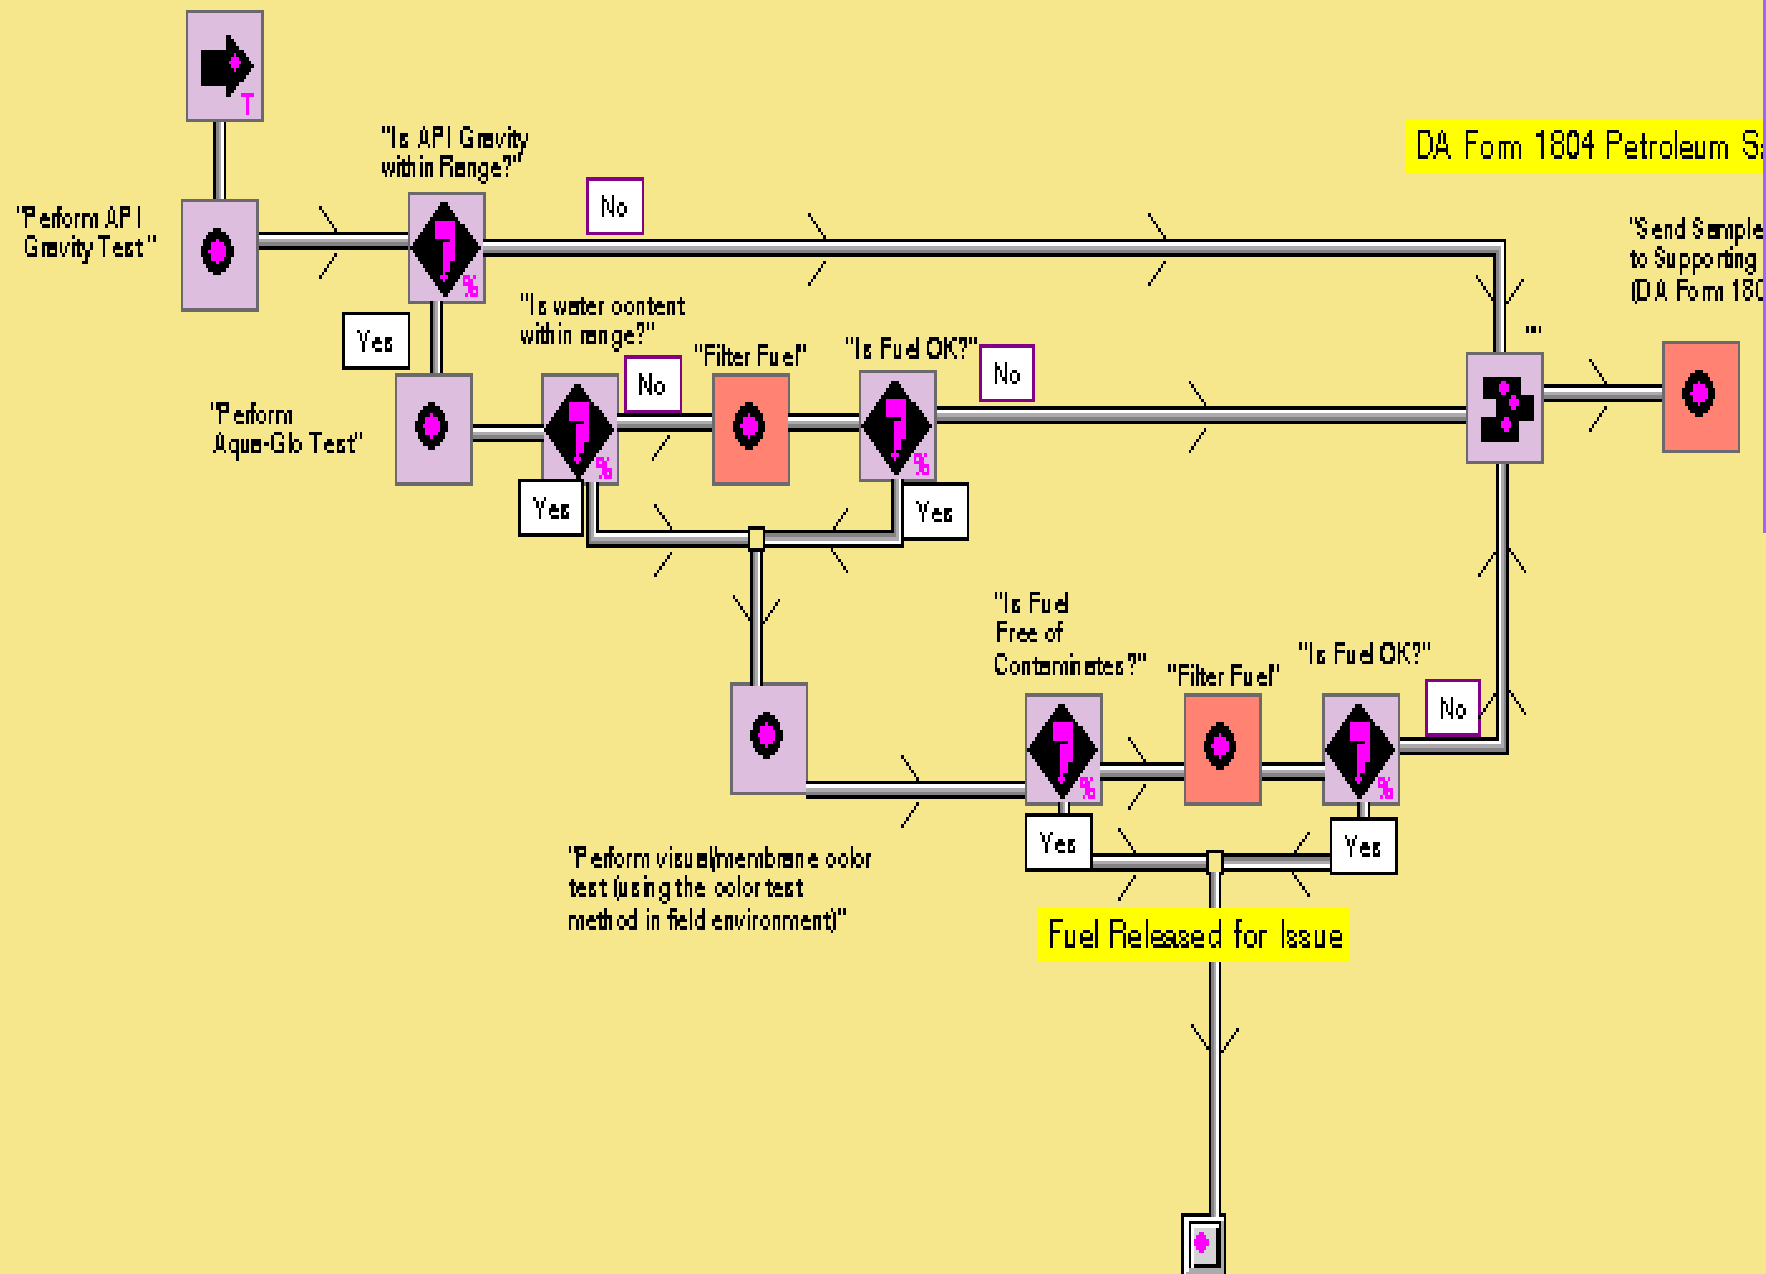 T
"Is API Gravity
within Range?"
No
DA Form 1804 Petroleum
"Perform API
Gravity Test"
%
"Send Sample
to Supporting
(DA Form
Yes
"Is water content
within range?"
"Filter Fuel"
"Is Fuel OK?"
No
No
""
"Perform
Aqua-Glo Test"
%
Yes
Yes
"Is Fuel
Free of
Contaminates?"
"Filter Fuel"
"Is Fuel OK?"
No
%
%
Yes
Yes
"Perform visual/membrane color
test (using the color test
method in field environment)"
Fuel Released for Issue